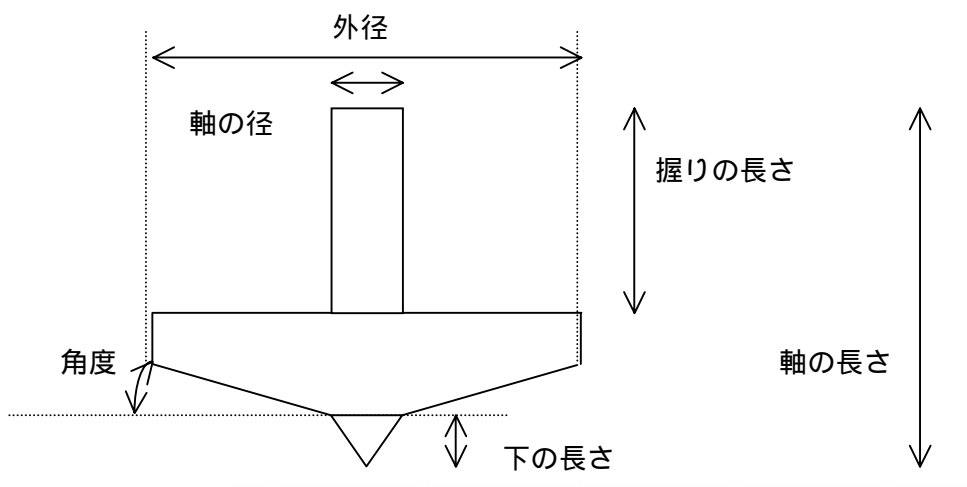 外径
軸の径
握りの長さ
角度
軸の長さ
下の長さ